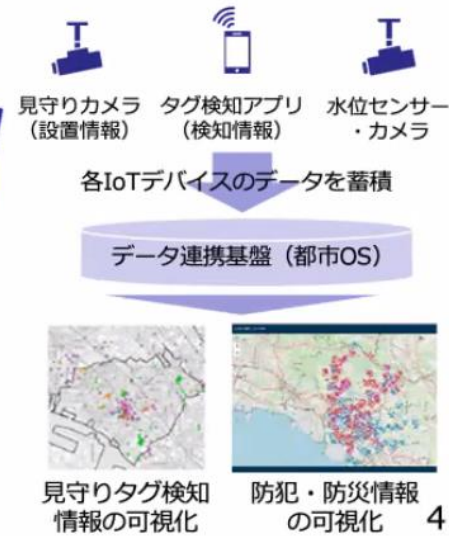 見守りカメラ
（設置情報）
タグ検知アプリ
（検知情報）
水位センサー
・カメラ
各IoTデバイスのデータを蓄積
データ連携基盤（都市OS）
見守りタグ検知
情報の可視化
防犯・防災情報
の可視化
4